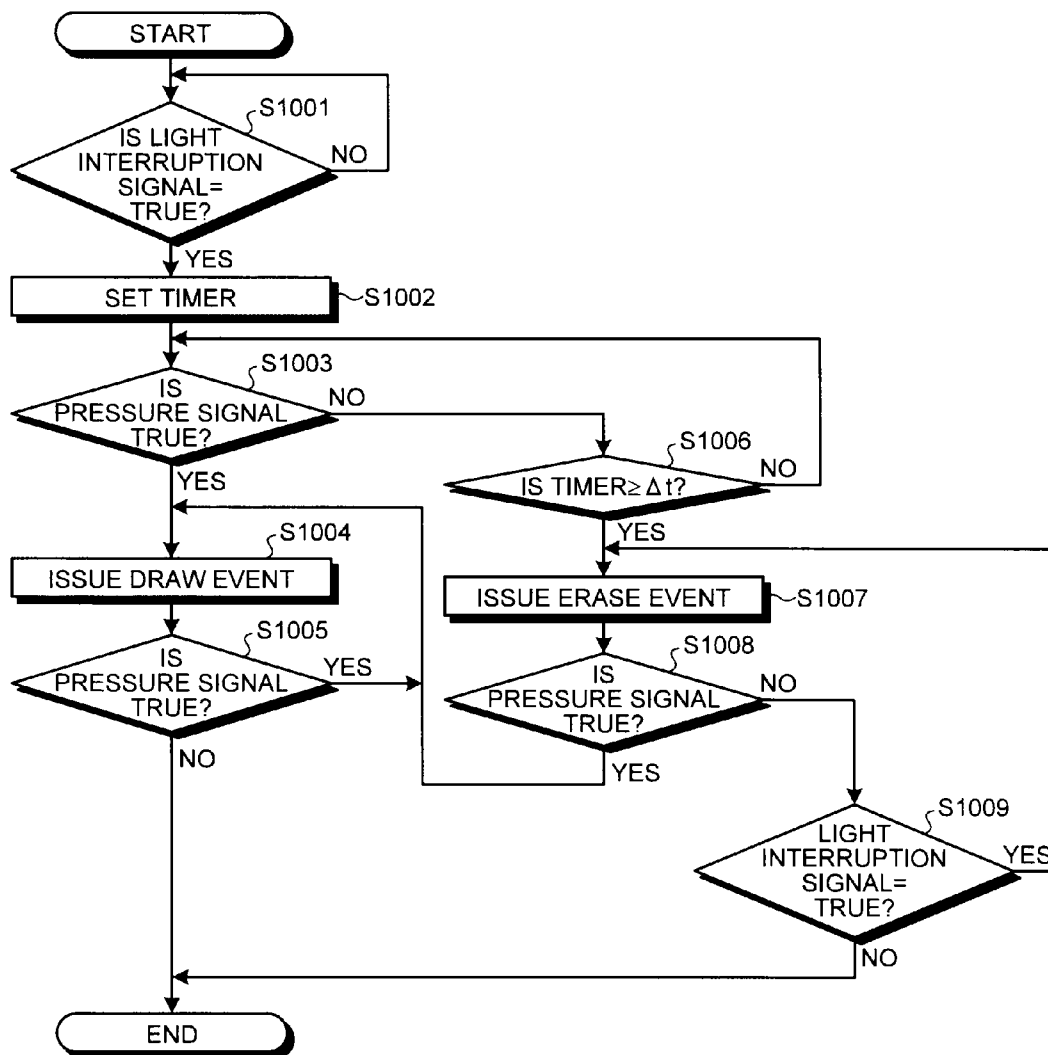 START
S1001
IS LIGHT
INTERRUPTION
SIGNAL=
TRUE?
NO
YES
SET TIMER
S1002
S1003
IS
PRESSURE SIGNAL
TRUE?
NO
YES
S1006
IS TIMER≥ Δt?
NO
YES
S1004
ISSUE DRAW EVENT
ISSUE ERASE EVENT
S1007
S1005
IS
PRESSURE SIGNAL
TRUE?
YES
NO
S1008
IS
PRESSURE SIGNAL
TRUE?
NO
YES
S1009
LIGHT
INTERRUPTION
SIGNAL=
TRUE?
YES
NO
END